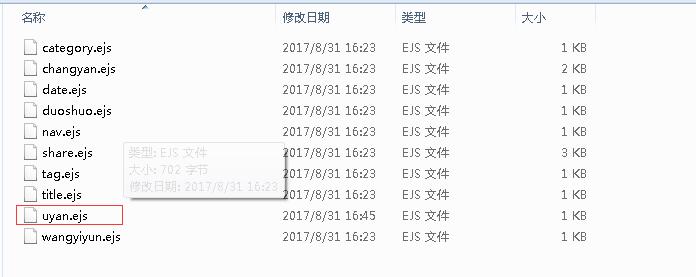 名称 修改日期 类型 大小
category.ejs 2017/8/31 16:23 EJS 文件 1 KB
changyan.ejs 2017/8/31 16:23 EJS 文件 2 KB
date.ejs 2017/8/31 16:23 EJS 文件 1 KB
duoshuo.ejs 2017/8/31 16:23 EJS 文件 1 KB
nav.ejs 2017/8/31 16:23 EJS 文件 1 KB
share.ejs 2017/8/31 16:23 EJS 文件 3 KB
类型: EJS 文件
大小: 702 字节
修改日期: 2017/8/31 16:23
tag.ejs 2017/8/31 16:23 EJS 文件 1 KB
title.ejs 2017/8/31 16:23 EJS 文件 1 KB
uyan.ejs 2017/8/31 16:45 EJS 文件 1 KB
wangyiyun.ejs 2017/8/31 16:23 EJS 文件 1 KB